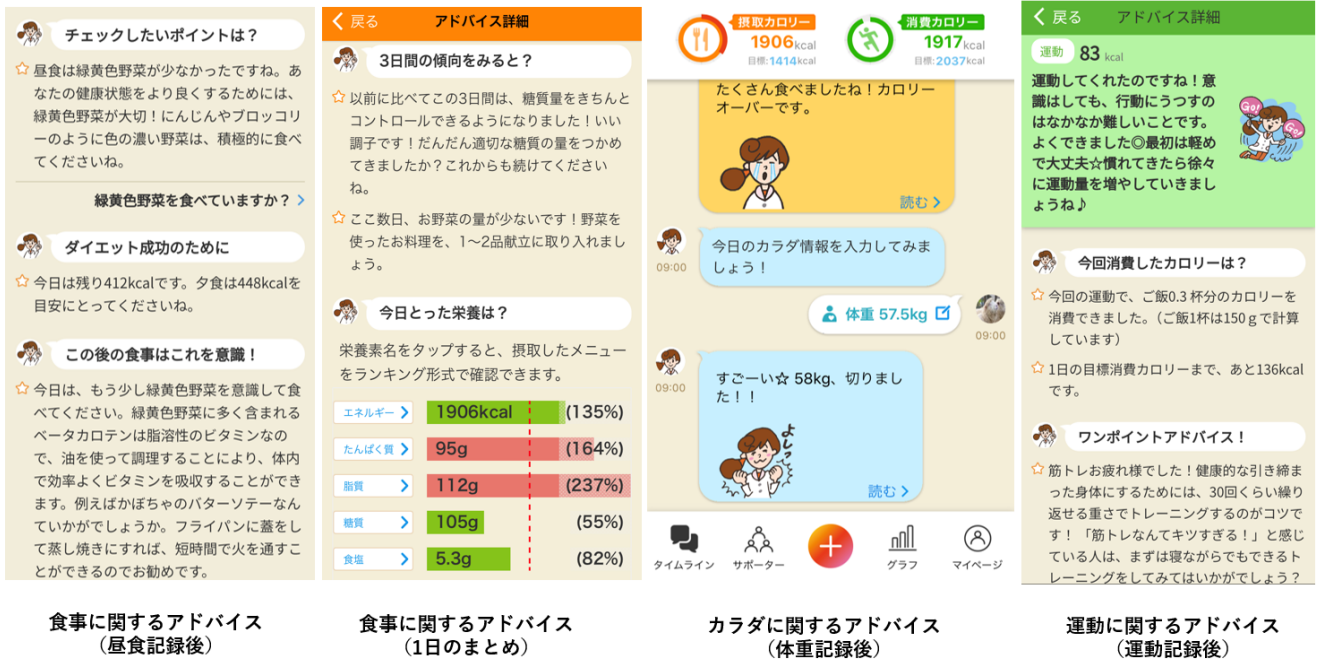 チェックしたいポイントは？
昼食は緑黄色野菜が少なかったですね。あ
なたの健康状態をより良くするためには、
緑黄色野菜が大切！にんじんやブロッコリ
ーのように色の濃い野菜は、積極的に食べ
てくださいね。
緑黄色野菜を食べていますか？
ダイエット成功のために
今日は残り412kcalです。夕食は448kcalを
目安にとってくださいね。
この後の食事はこれを意識！
今日は、もう少し緑黄色野菜を意識して食
べてください。緑黄色野菜に多く含まれる
ベータカロテンは脂溶性のビタミンなの
で、油を使って調理することにより、体内
で効率よくビタミンを吸収することができ
ます。例えばかぼちゃのバターソテーなん
ていかがでしょうか。フライパンに蓋をし
て蒸し焼きにすれば、短時間で火を通すこ
とができるのでお勧めです。
食事に関するアドバイス
（昼食記録後）
戻る
アドバイス詳細
3日間の傾向をみると？
以前に比べてこの3日間は、糖質量をきちんと
コントロールできるようになりました！いい
調子です！だんだん適切な糖質の量をつかめ
てきましたか？これからも続けてください
ね。
ここ数日、お野菜の量が少ないです！野菜を
使ったお料理を、1〜2品献立に取り入れまし
ょう。
今日とった栄養は？
栄養素名をタップすると、摂取したメニュー
をランキング形式で確認できます。
エネルギー 1906kcal (135%)
たんぱく質 95g (164%)
脂質 112g (237%)
糖質 105g (55%)
食塩 5.3g (82%)
食事に関するアドバイス
（1日のまとめ）
摂取カロリー
1906kcal
目標:1414kcal
消費カロリー
1917kcal
目標:2037kcal
たくさん食べましたね！カロリー
オーバーです。
読む
今日のカラダ情報を入力してみま
しょう！
09:00
体重 57.5kg
09:00
すごーい☆ 58kg、切りまし
た！！
09:00
よしっ
読む
タイムライン
サポーター
グラフ
マイページ
カラダに関するアドバイス
（体重記録後）
戻る
アドバイス詳細
運動 83 kcal
運動してくれたのですね！意
識はしても、行動にうつすの
はなかなか難しいことです。
よくできました◎最初は軽め
で大丈夫☆慣れてきたら徐々
に運動量を増やしていきまし
ょうね♪
Go!
Go!
今回消費したカロリーは？
今回の運動で、ご飯0.3 杯分のカロリーを
消費できました。（ご飯1杯は150ｇで計算
しています）
1日の目標消費カロリーまで、あと136kcal
です。
ワンポイントアドバイス！
筋トレお疲れ様でした！健康的な引き締ま
った身体にするためには、30回くらい繰り
返せる重さでトレーニングするのがコツで
す！「筋トレなんてキツすぎる！」と感じ
ている人は、まずは寝ながらでもできるト
レーニングをしてみてはいかがでしょう？
運動に関するアドバイス
（運動記録後）